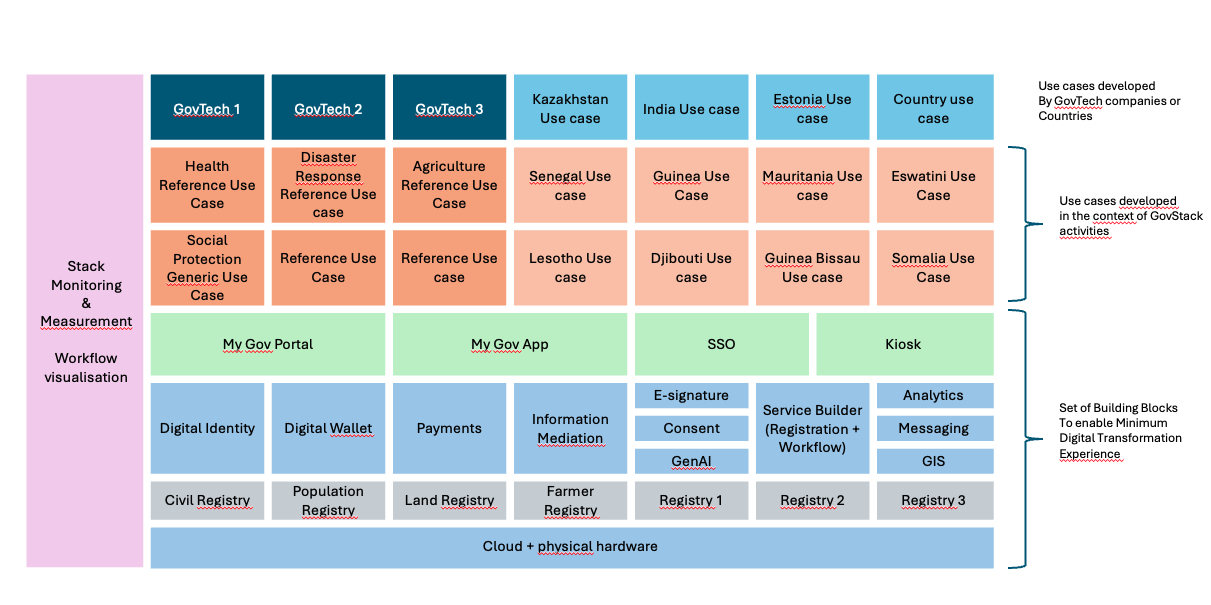 GovTech 1
GovTech 2
GovTech 3
Kazakhstan
Use case
India Use case
Estonia Use
case
Country use
case
Use cases developed
By GovTech companies or
Countries
Health
Reference Use
Case
Disaster
Response
Reference Use
case
Agriculture
Reference Use
Case
Senegal Use
case
Guinea Use
Case
Mauritania Use
case
Eswatini Use
Case
Use cases developed
in the context of GovStack
activities
Social
Protection
Generic Use
Case
Reference Use
Case
Reference Use
case
Lesotho Use
case
Djibouti Use
case
Guinea Bissau
Use case
Somalia Use
Case
Stack
Monitoring
&
Measurement
Workflow
visualisation
My Gov Portal
My Gov App
SSO
Kiosk
Digital Identity
Digital Wallet
Payments
Information
Mediation
E-signature
Consent
GenAI
Service Builder
(Registration +
Workflow)
Analytics
Messaging
GIS
Set of Building Blocks
To enable Minimum
Digital Transformation
Experience
Civil Registry
Population
Registry
Land Registry
Farmer
Registry
Registry 1
Registry 2
Registry 3
Cloud + physical hardware